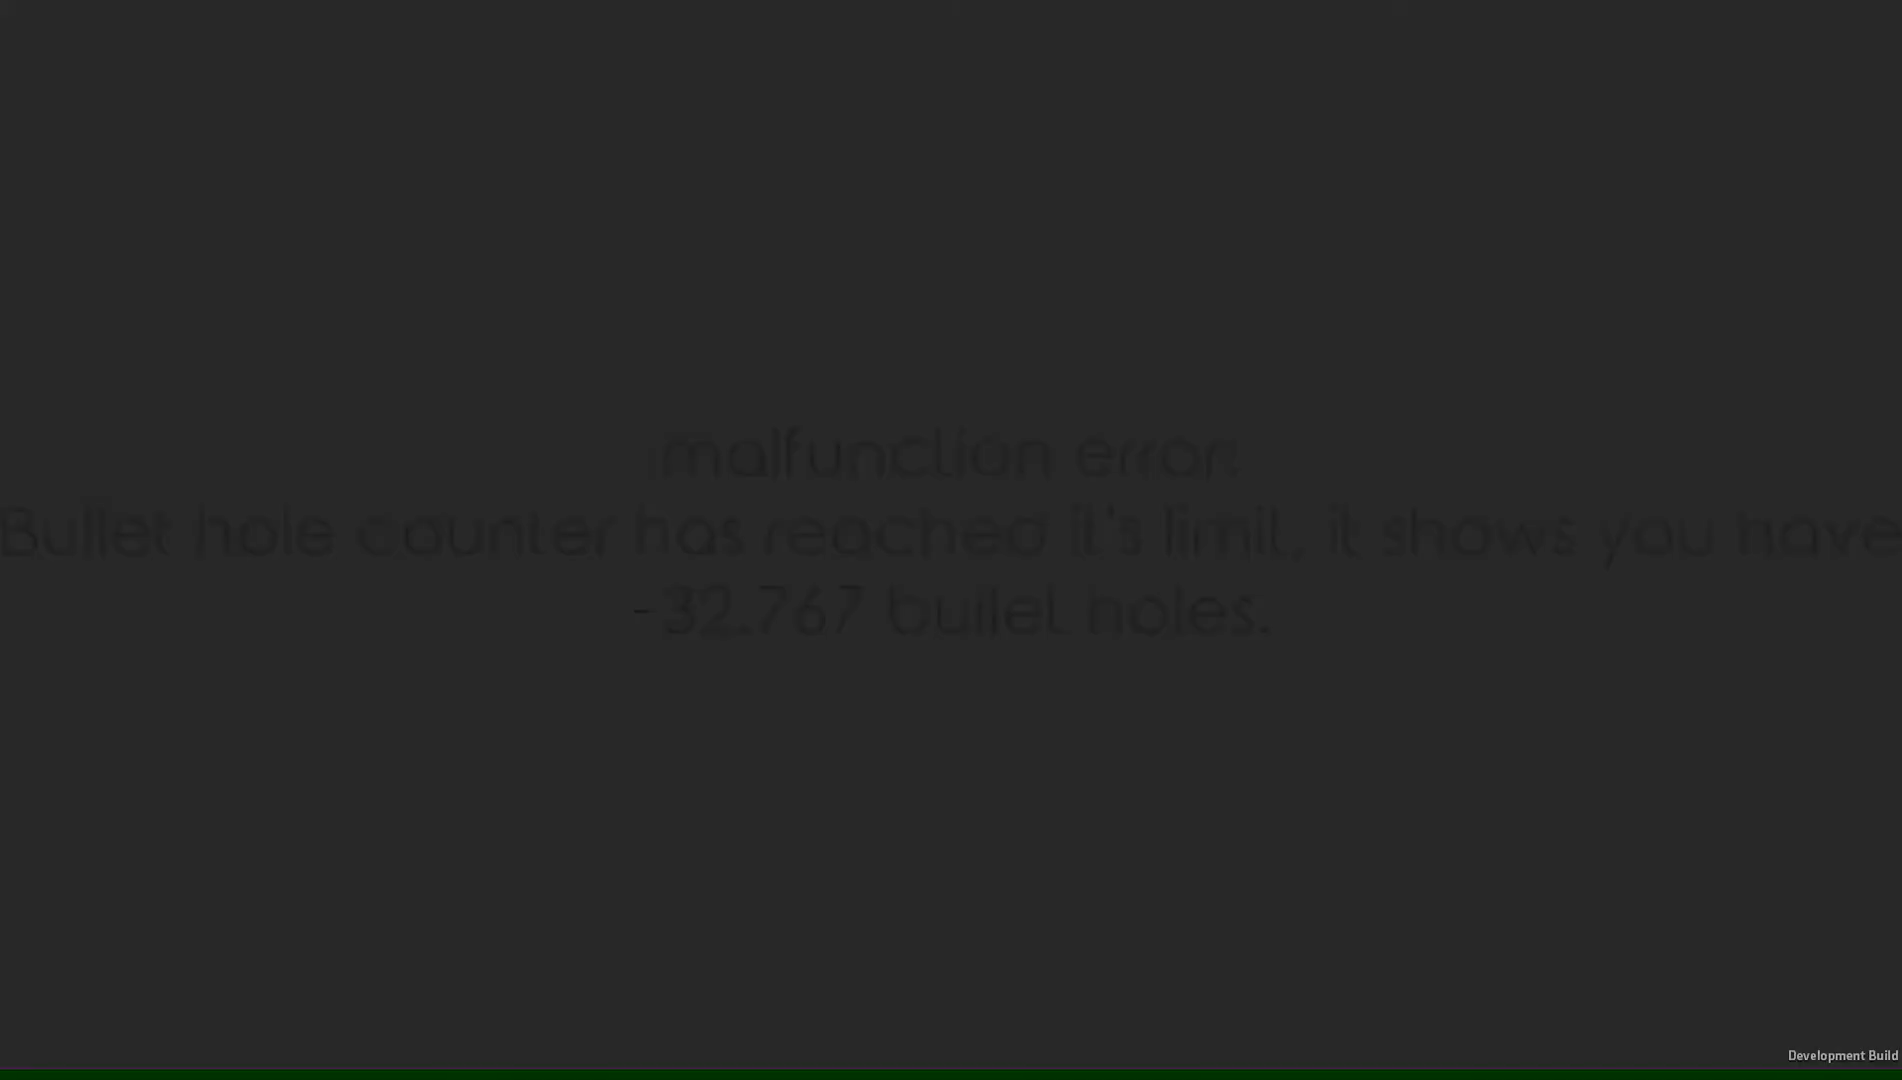 malfunction error:
Bullet hole counter has reached it's limit, it shows you have
-32.767 bullet holes.
Development Build